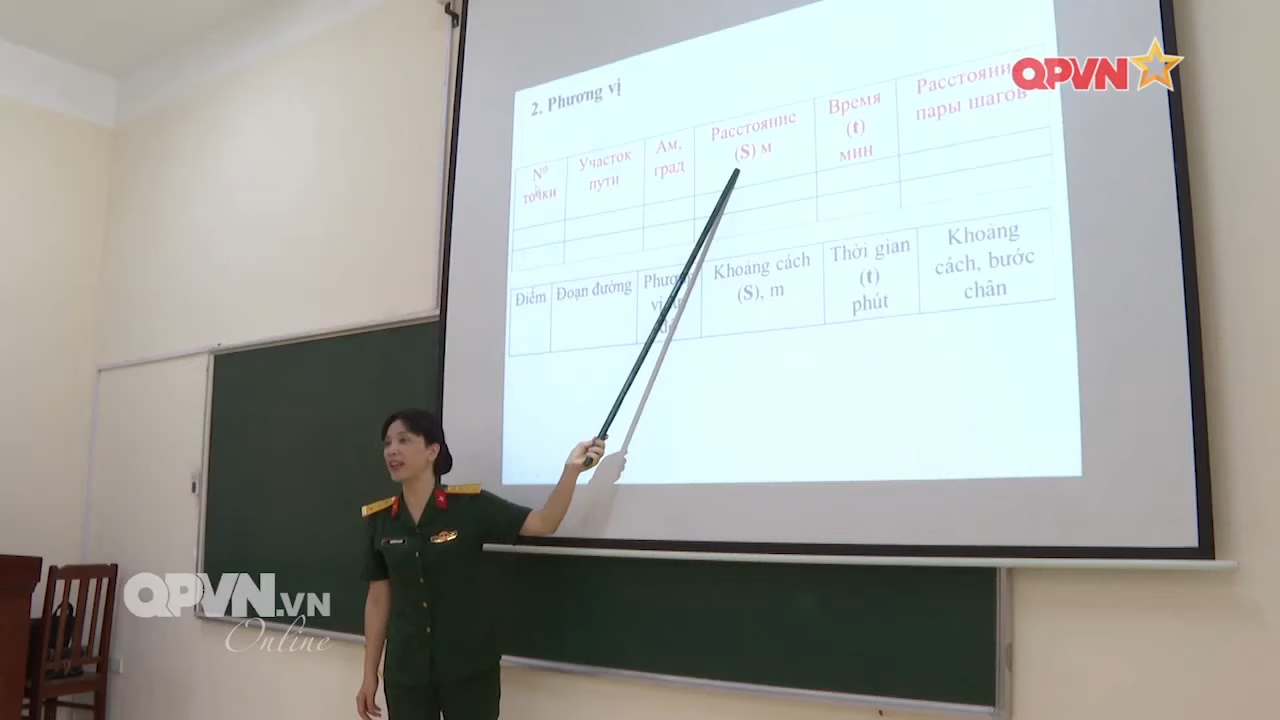 QPVN
2. Phương vị
Nº точки
Участок пути
Ам, град
Расстояние (S) м
Время (t) мин
пары шагов
Điểm
Đoạn đường
Khoảng cách (S), m
Thời gian (t) phút
Khoảng cách, bước chân
QPVN.VN
Online